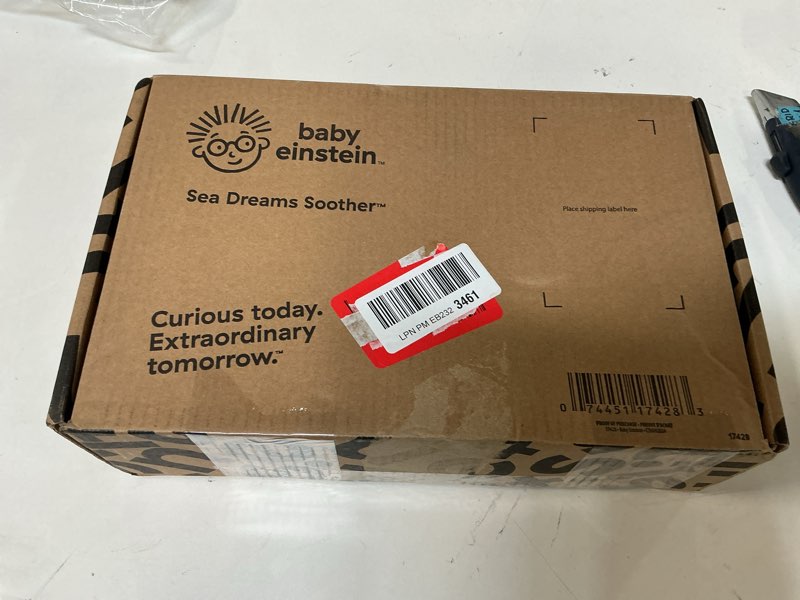 baby
einstein™
Sea Dreams Soother™
Place shipping label here
Curious today.
Extraordinary
tomorrow.™
LPN PM EB232 3461
0 74451 17428 3
17428